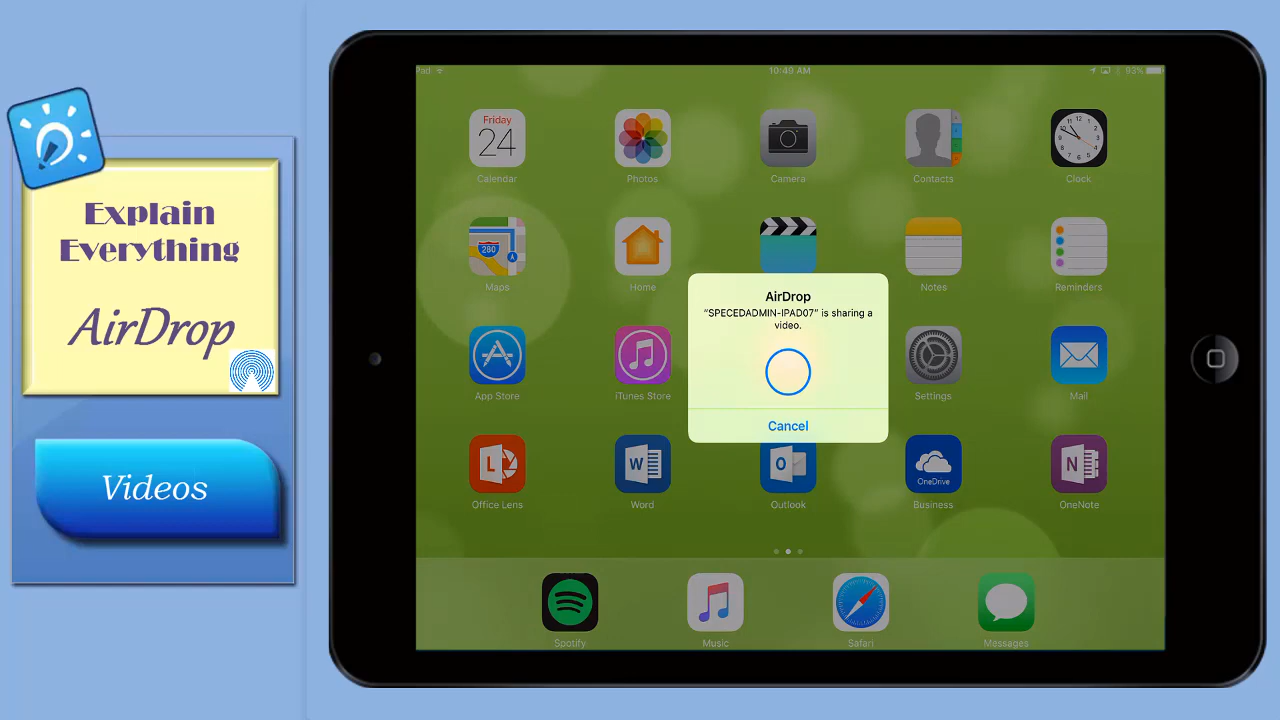 Explain
Everything
AirDrop
Videos
Pad
10:49 AM
93%
Friday
24
Calendar
Photos
Camera
Contacts
Clock
280
Maps
Home
Notes
Reminders
AirDrop
“SPECEDADMIN-IPAD07” is sharing a
video.
Cancel
App Store
iTunes Store
Settings
Mail
Office Lens
Word
Outlook
OneDrive
Business
OneNote
Spotify
Music
Safari
Messages